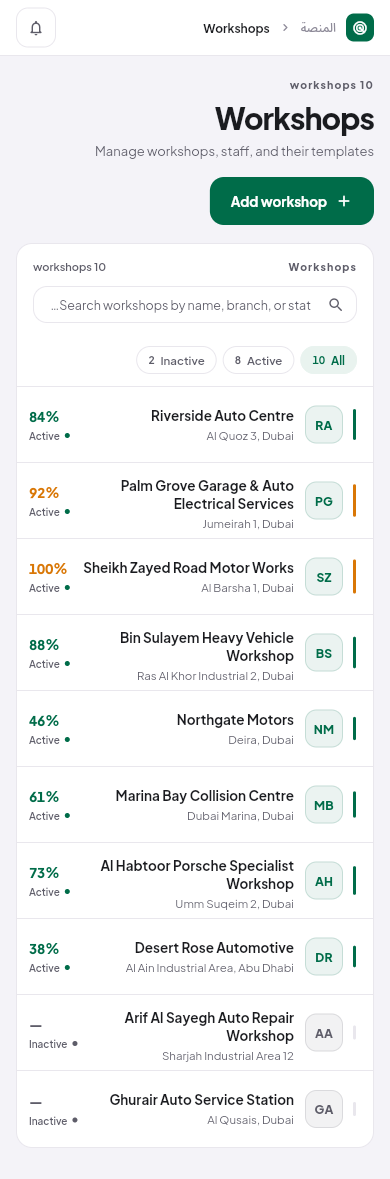 المنصة > Workshops
workshops 10
Workshops
Manage workshops, staff, and their templates
Add workshop +
Workshops
workshops 10
...Search workshops by name, branch, or stat
10 All
8 Active
2 Inactive
RA
Riverside Auto Centre
Al Quoz 3, Dubai
84%
Active
PG
Palm Grove Garage & Auto
Electrical Services
Jumeirah 1, Dubai
92%
Active
SZ
Sheikh Zayed Road Motor Works
Al Barsha 1, Dubai
100%
Active
BS
Bin Sulayem Heavy Vehicle
Workshop
Ras Al Khor Industrial 2, Dubai
88%
Active
NM
Northgate Motors
Deira, Dubai
46%
Active
MB
Marina Bay Collision Centre
Dubai Marina, Dubai
61%
Active
AH
Al Habtoor Porsche Specialist
Workshop
Umm Suqeim 2, Dubai
73%
Active
DR
Desert Rose Automotive
Al Ain Industrial Area, Abu Dhabi
38%
Active
AA
Arif Al Sayegh Auto Repair
Workshop
Sharjah Industrial Area 12
—
Inactive
GA
Ghurair Auto Service Station
Al Qusais, Dubai
—
Inactive